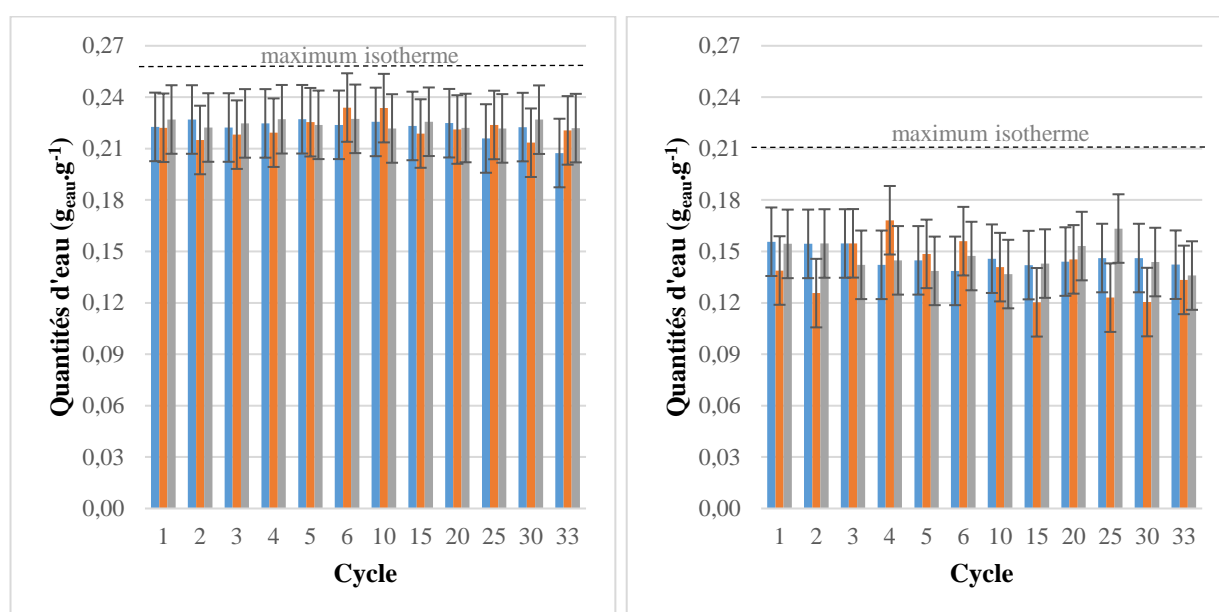 Quantités d'eau (g_eau·g⁻¹)
0,27
0,24
0,21
0,18
0,15
0,12
0,09
0,06
0,03
0,00
maximum isotherme
1 2 3 4 5 6 10 15 20 25 30 33
Cycle
Quantités d'eau (g_eau·g⁻¹)
0,27
0,24
0,21
0,18
0,15
0,12
0,09
0,06
0,03
0,00
maximum isotherme
1 2 3 4 5 6 10 15 20 25 30 33
Cycle